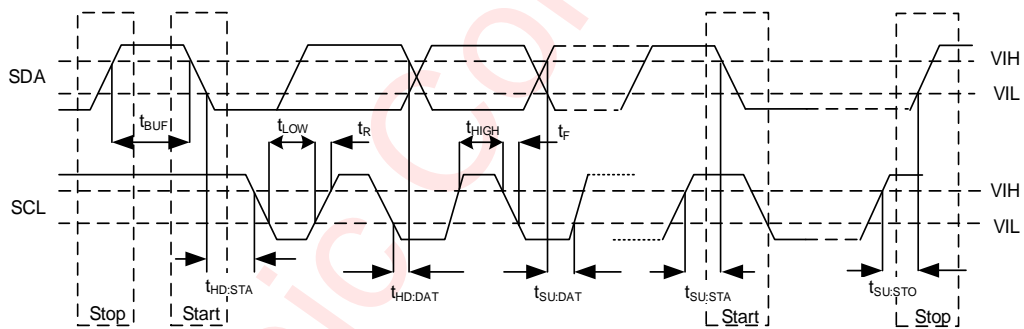 SDA
VIH
VIL
tBUF
tLOW
tR
tHIGH
tF
SCL
VIH
VIL
tHD:STA
tHD:DAT
tSU:DAT
tSU:STA
tSU:STO
Stop
Start
Start
Stop